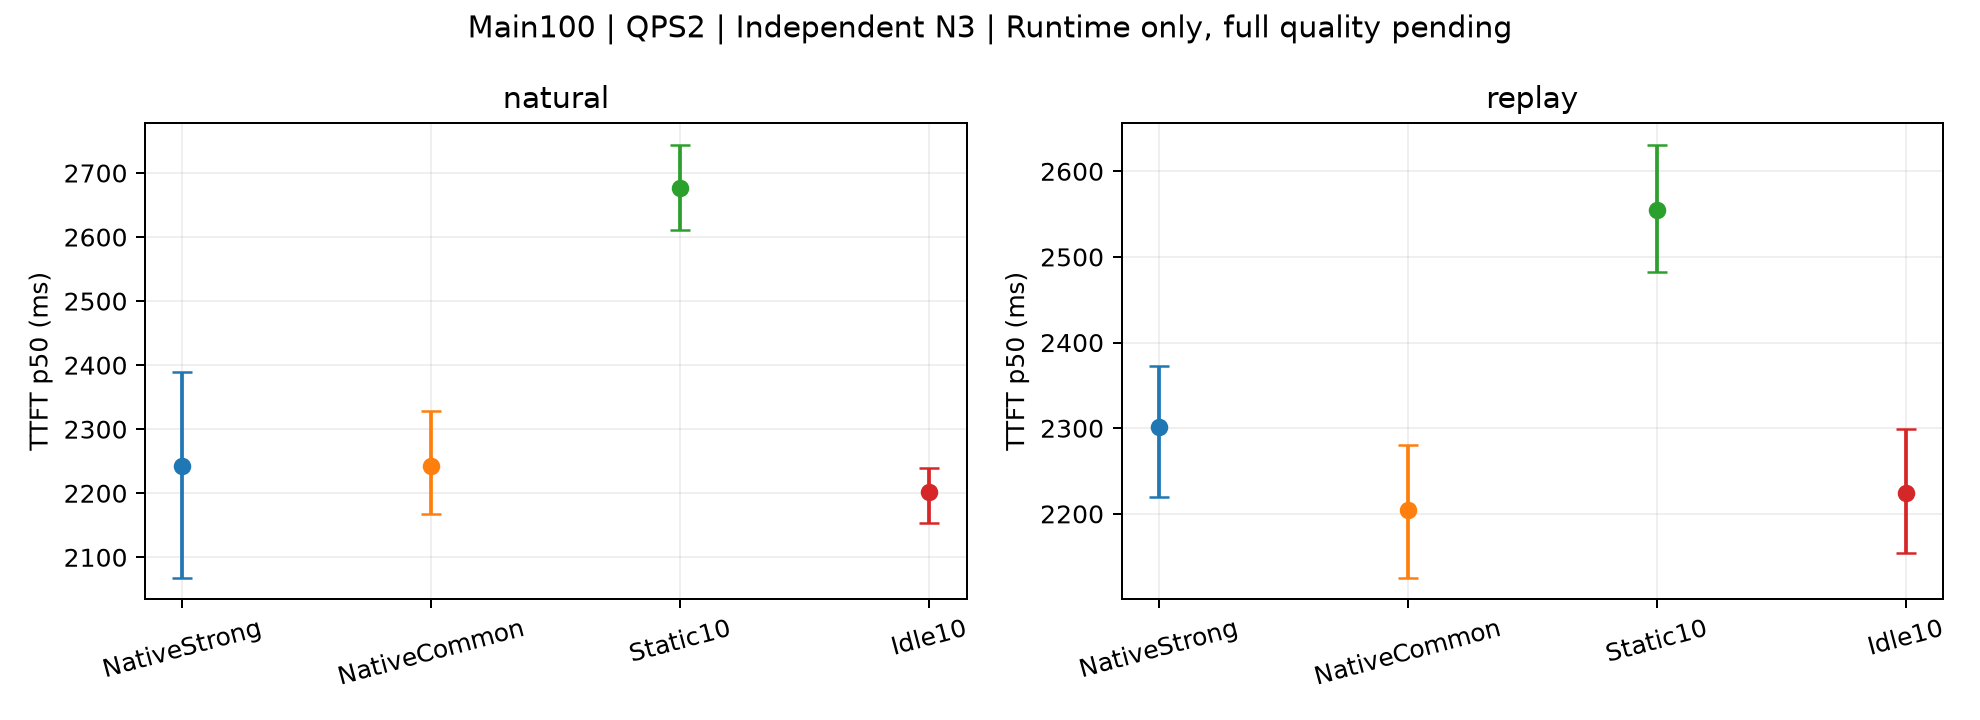 Main100 | QPS2 | Independent N3 | Runtime only, full quality pending
natural
TTFT p50 (ms)
2700
2600
2500
2400
2300
2200
2100
NativeStrong
NativeCommon
Static10
Idle10
replay
TTFT p50 (ms)
2600
2500
2400
2300
2200
NativeStrong
NativeCommon
Static10
Idle10